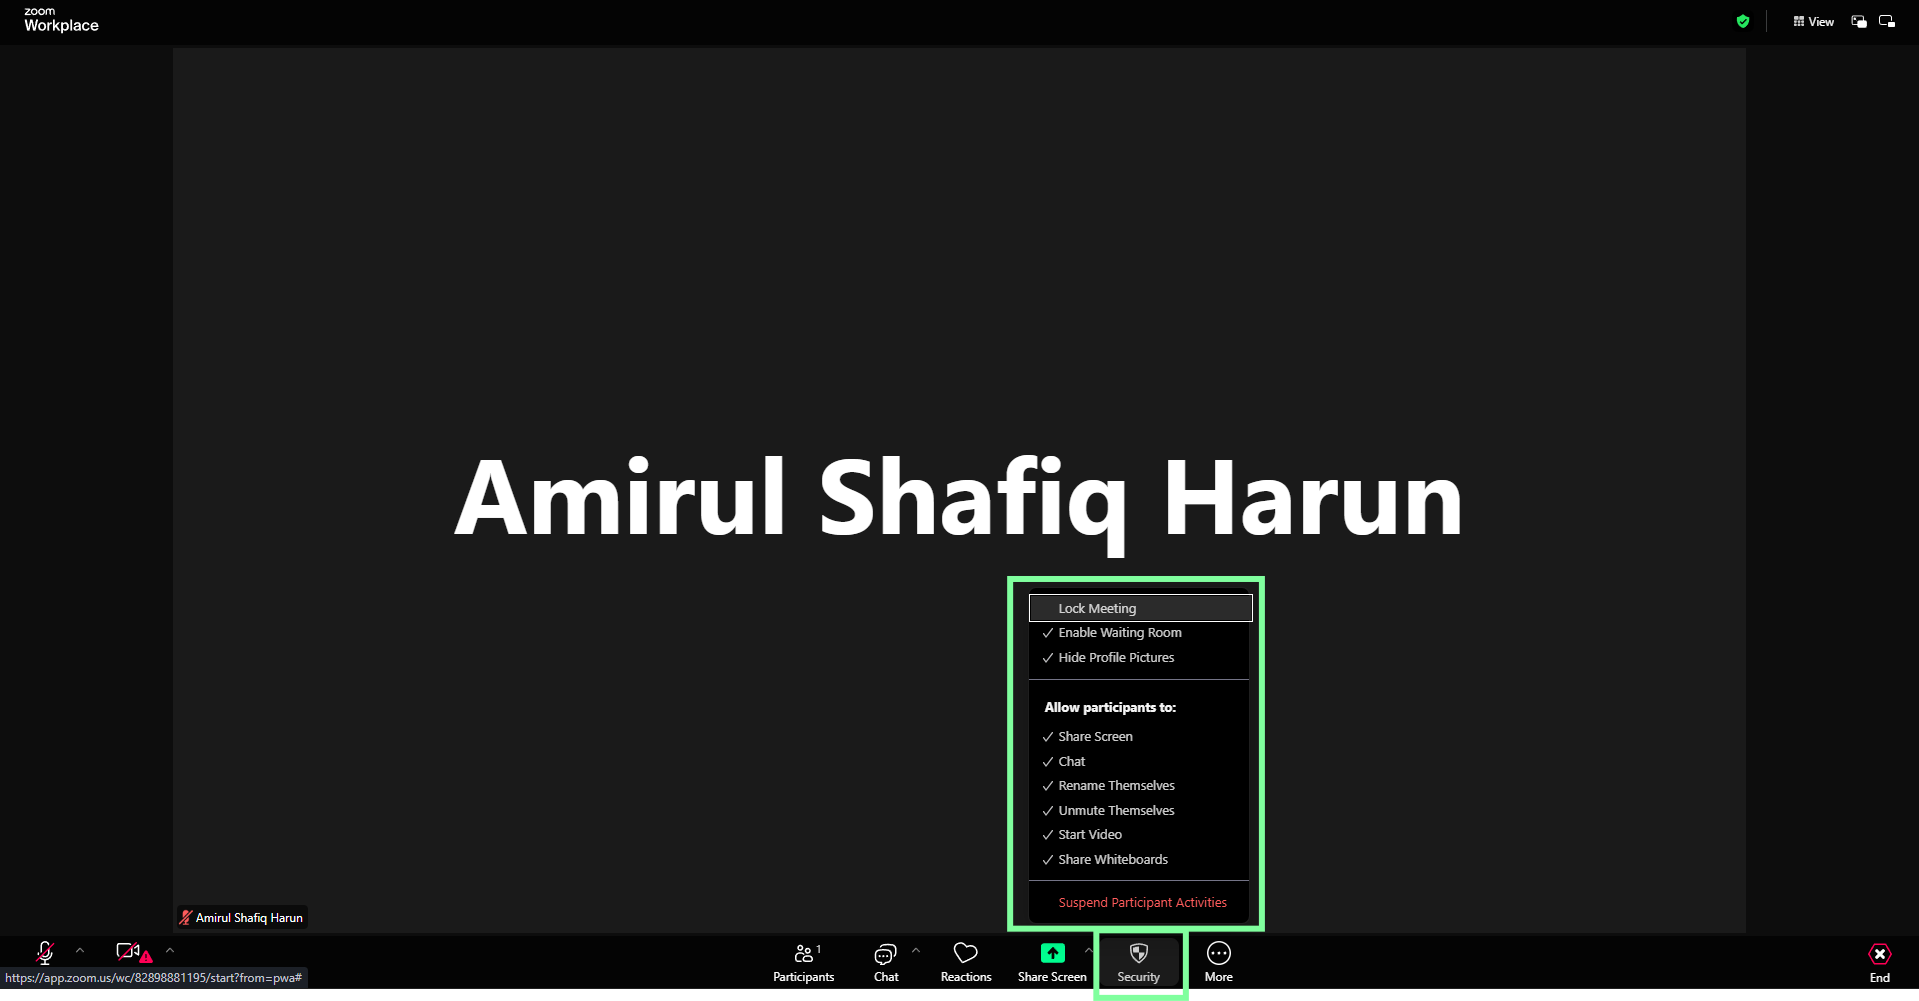 zoom
Workplace
View
Amirul Shafiq Harun
Lock Meeting
Enable Waiting Room
Hide Profile Pictures
Allow participants to:
Share Screen
Chat
Rename Themselves
Unmute Themselves
Start Video
Share Whiteboards
Suspend Participant Activities
Amirul Shafiq Harun
1
Participants
Chat
Reactions
Share Screen
Security
More
End
https://app.zoom.us/wc/82898881195/start?from=pwa#